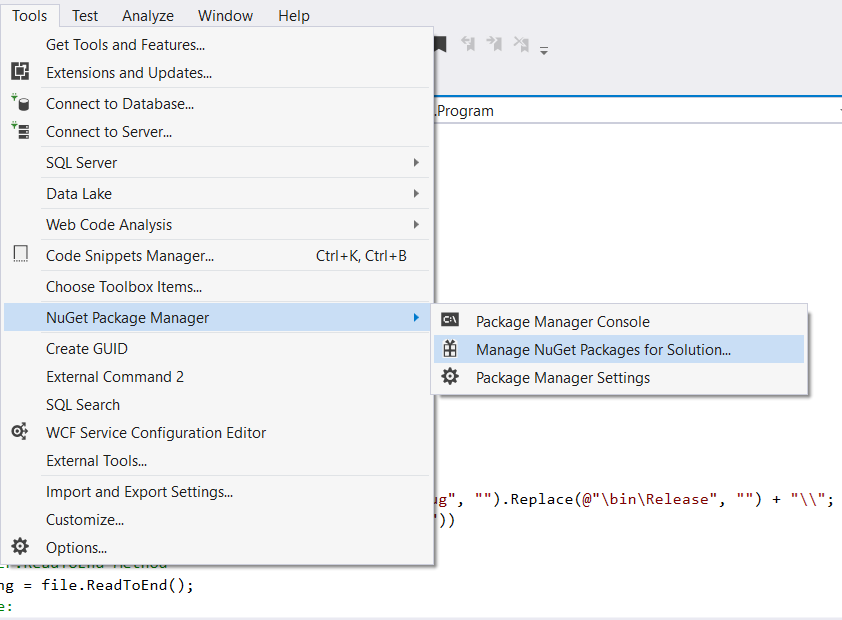 Tools Test Analyze Window Help
Get Tools and Features...
Extensions and Updates...
Connect to Database...
.Program
Connect to Server...
SQL Server
Data Lake
Web Code Analysis
Code Snippets Manager... Ctrl+K, Ctrl+B
Choose Toolbox Items...
NuGet Package Manager
C:\ Package Manager Console
Manage NuGet Packages for Solution...
Package Manager Settings
Create GUID
External Command 2
SQL Search
WCF Service Configuration Editor
External Tools...
Import and Export Settings...
Customize...
Options...
ug", "").Replace(@"\bin\Release", "") + "\\";
"))
ng = file.ReadToEnd();
e: